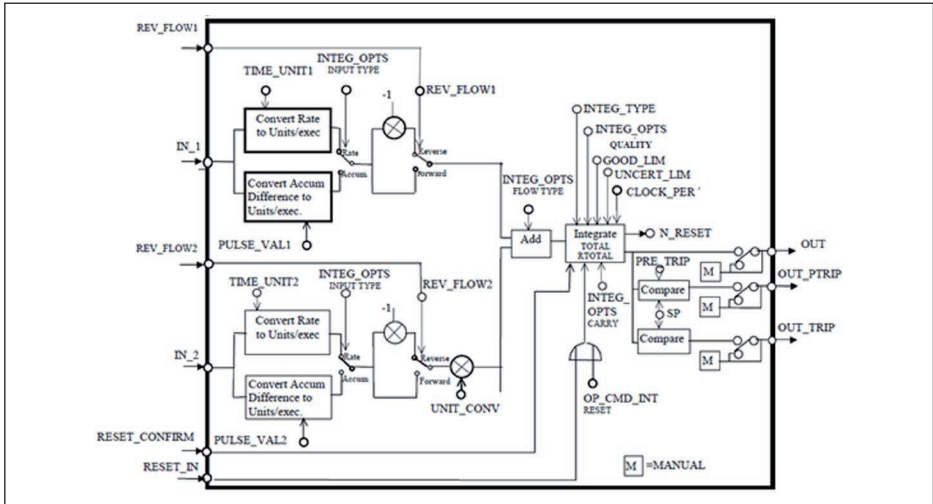 REV_FLOW1
TIME_UNIT1
INTEG_OPTS
INPUT TYPE
-1
REV_FLOW1
Convert Rate
to Units/exec
IN_1
Rate
Accum.
Reverse
Forward
Convert Accum
Difference to
Units/exec.
PULSE_VAL1
INTEG_TYPE
INTEG_OPTS
QUALITY
GOOD_LIM
UNCERT_LIM
CLOCK_PER
INTEG_OPTS
FLOW TYPE
Add
Integrate
TOTAL
RTOTAL
N_RESET
REV_FLOW2
TIME_UNIT2
INTEG_OPTS
INPUT TYPE
-1
REV_FLOW2
Convert Rate
to Units/exec
IN_2
Rate
Accum.
Reverse
Forward
Convert Accum
Difference to
Units/exec.
UNIT_CONV
PULSE_VAL2
INTEG_
OPTS
CARRY
PRE_TRIP
Compare
SP
Compare
M
M
M
OUT
OUT_PTRIP
OUT_TRIP
OP_CMD_INT
RESET
RESET_CONFIRM
RESET_IN
M =MANUAL